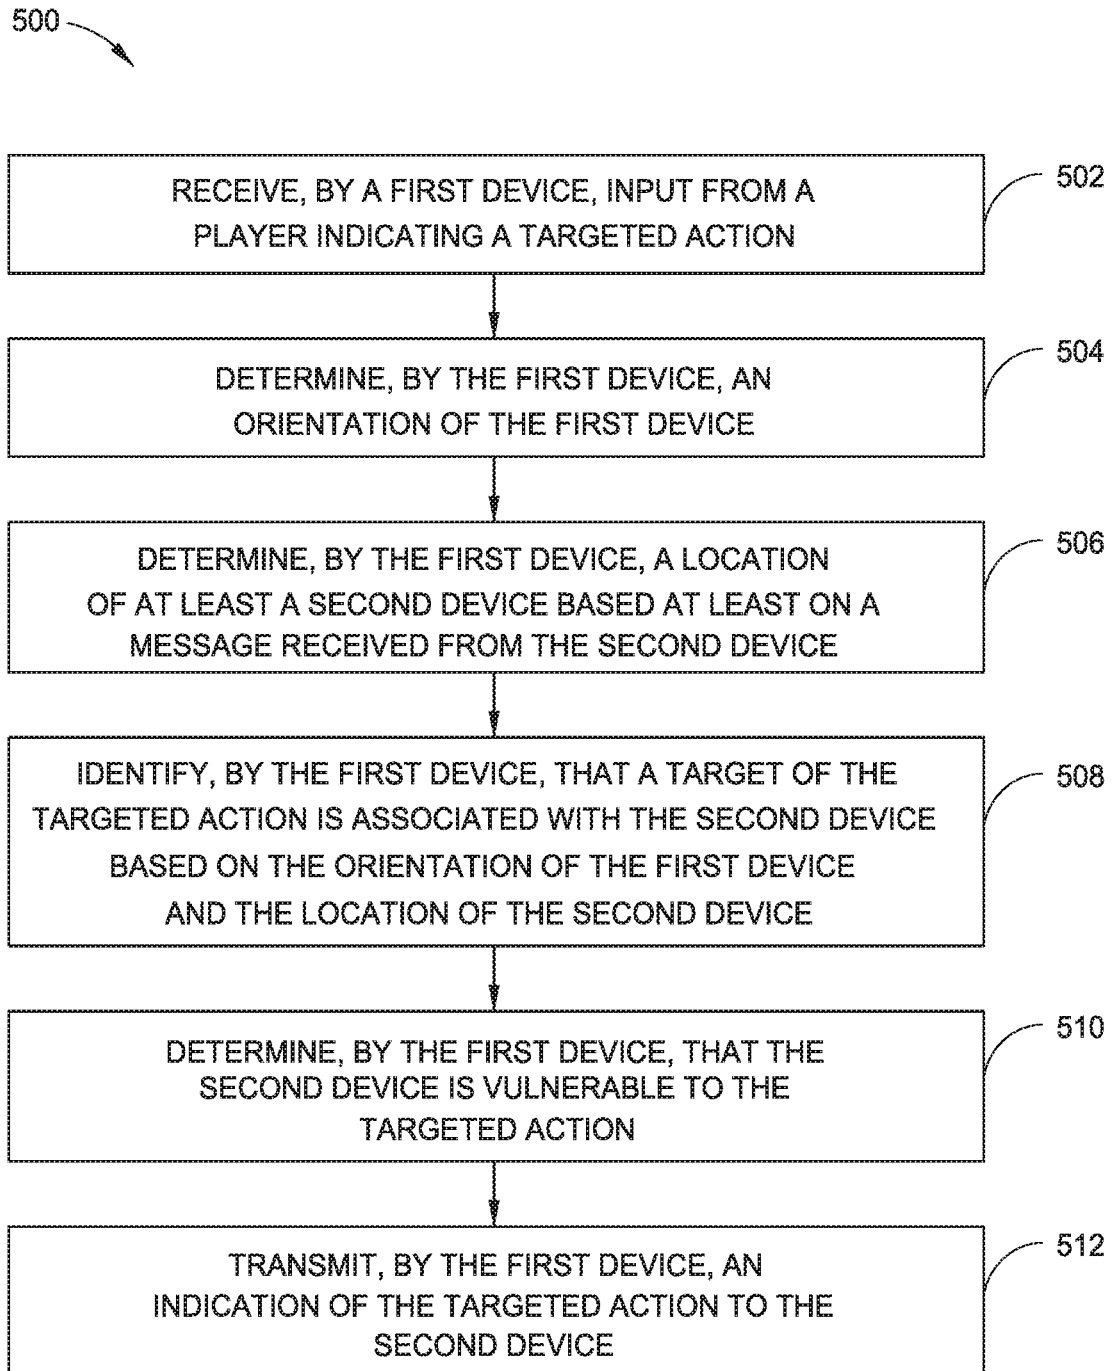 500
RECEIVE, BY A FIRST DEVICE, INPUT FROM A
PLAYER INDICATING A TARGETED ACTION
502
DETERMINE, BY THE FIRST DEVICE, AN
ORIENTATION OF THE FIRST DEVICE
504
DETERMINE, BY THE FIRST DEVICE, A LOCATION
OF AT LEAST A SECOND DEVICE BASED AT LEAST ON A
MESSAGE RECEIVED FROM THE SECOND DEVICE
506
IDENTIFY, BY THE FIRST DEVICE, THAT A TARGET OF THE
TARGETED ACTION IS ASSOCIATED WITH THE SECOND DEVICE
BASED ON THE ORIENTATION OF THE FIRST DEVICE
AND THE LOCATION OF THE SECOND DEVICE
508
DETERMINE, BY THE FIRST DEVICE, THAT THE
SECOND DEVICE IS VULNERABLE TO THE
TARGETED ACTION
510
TRANSMIT, BY THE FIRST DEVICE, AN
INDICATION OF THE TARGETED ACTION TO THE
SECOND DEVICE
512